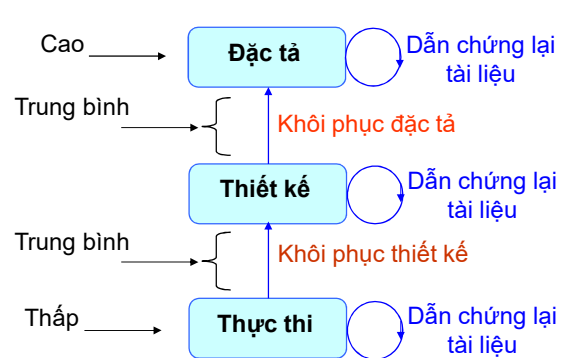 Cao
Đặc tả
Dẫn chứng lại
tài liệu
Trung bình
Khôi phục đặc tả
Thiết kế
Dẫn chứng lại
tài liệu
Trung bình
Khôi phục thiết kế
Thấp
Thực thi
Dẫn chứng lại
tài liệu